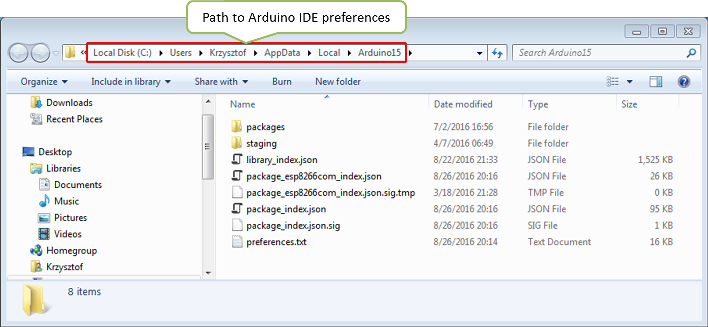 Path to Arduino IDE preferences
Local Disk (C:) Users Krzysztof AppData Local Arduino15
Search Arduino15
Organize Include in library Share with Burn New folder
Downloads
Recent Places
Desktop
Libraries
Documents
Music
Pictures
Videos
Homegroup
Krzysztof
Name Date modified Type Size
packages 7/2/2016 16:56 File folder
staging 4/7/2016 06:49 File folder
library_index.json 8/22/2016 21:33 JSON File 1,525 KB
package_esp8266com_index.json 8/26/2016 20:16 JSON File 26 KB
package_esp8266com_index.json.sig.tmp 3/18/2016 21:28 TMP File 0 KB
package_index.json 8/26/2016 20:16 JSON File 95 KB
package_index.json.sig 8/26/2016 20:16 SIG File 1 KB
preferences.txt 8/26/2016 20:14 Text Document 16 KB
8 items